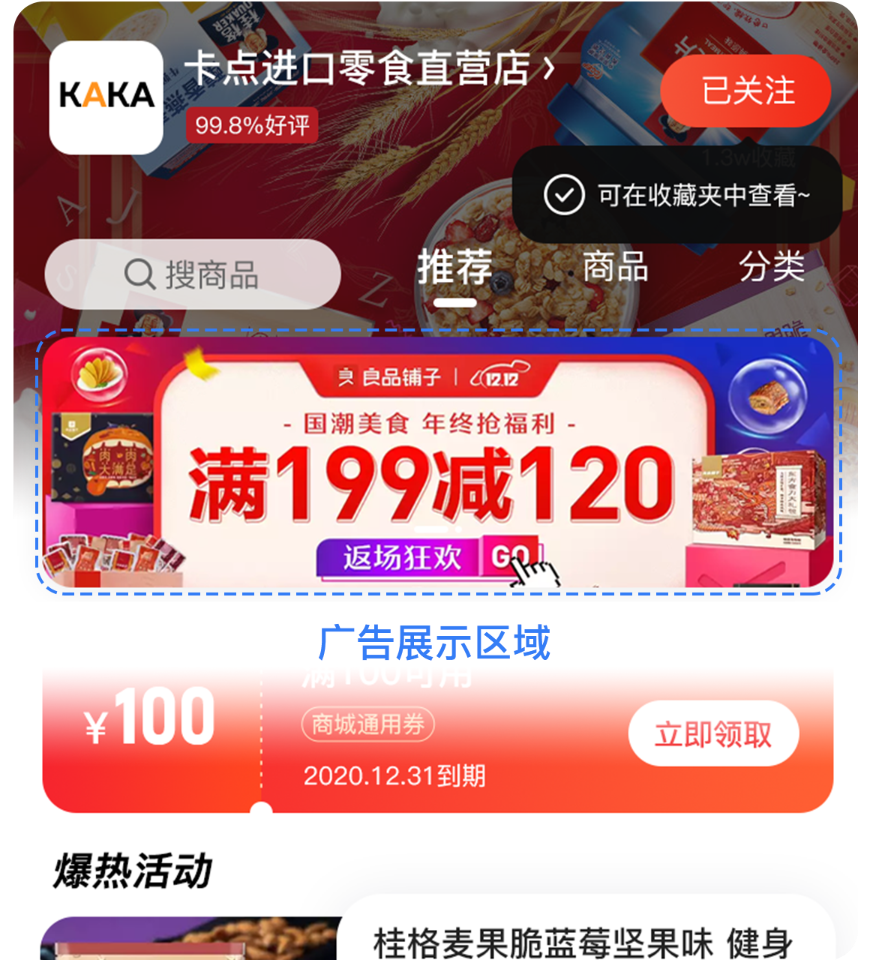 卡点进口零食直营店
KAKA
99.8%好评
已关注
1.3w收藏
可在收藏夹中查看~
搜商品
推荐
商品
分类
良品铺子
12.12
- 国潮美食 年终抢福利 -
满199减120
返场狂欢
GO
广告展示区域
满100可用
¥100
商城通用券
立即领取
2020.12.31到期
爆热活动
桂格麦果脆蓝莓坚果味 健身